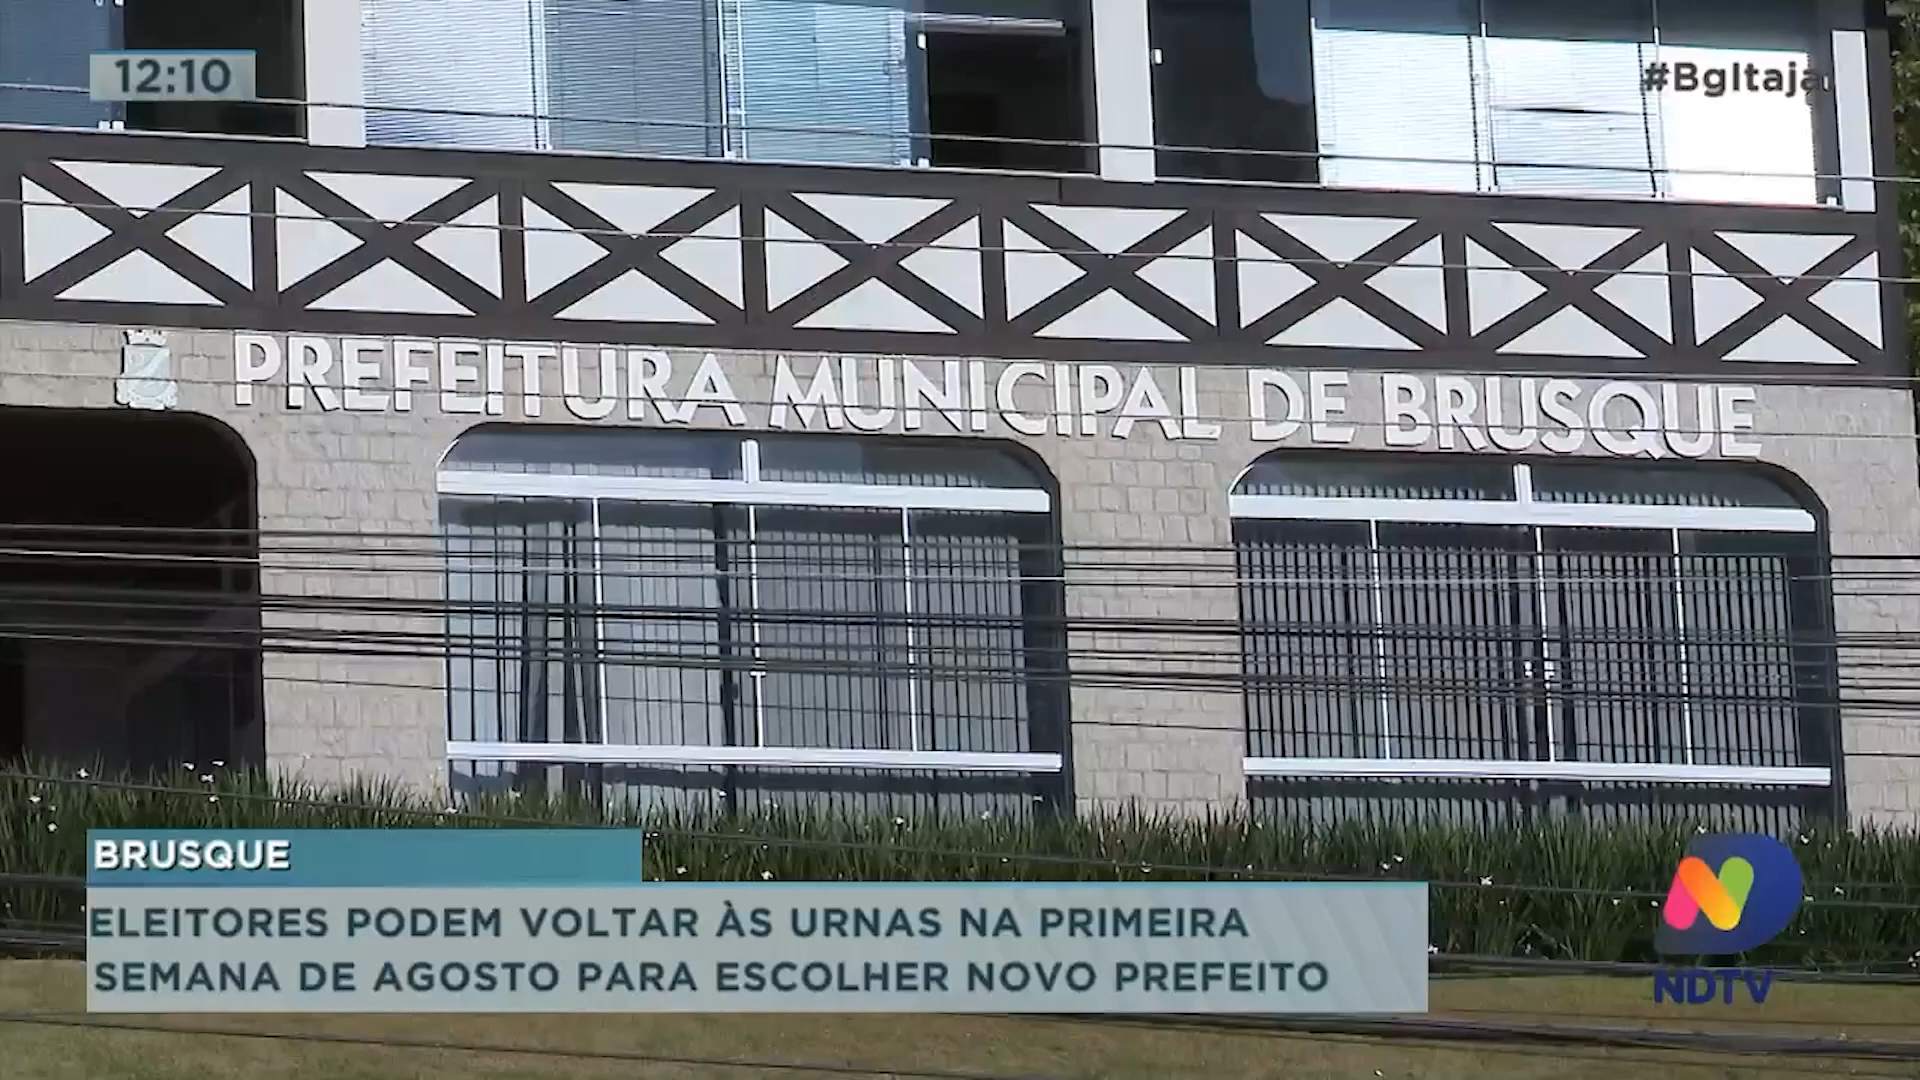 12:10
#BgItajaí
PREFEITURA MUNICIPAL DE BRUSQUE
BRUSQUE
ELEITORES PODEM VOLTAR ÀS URNAS NA PRIMEIRA
SEMANA DE AGOSTO PARA ESCOLHER NOVO PREFEITO
NDTV